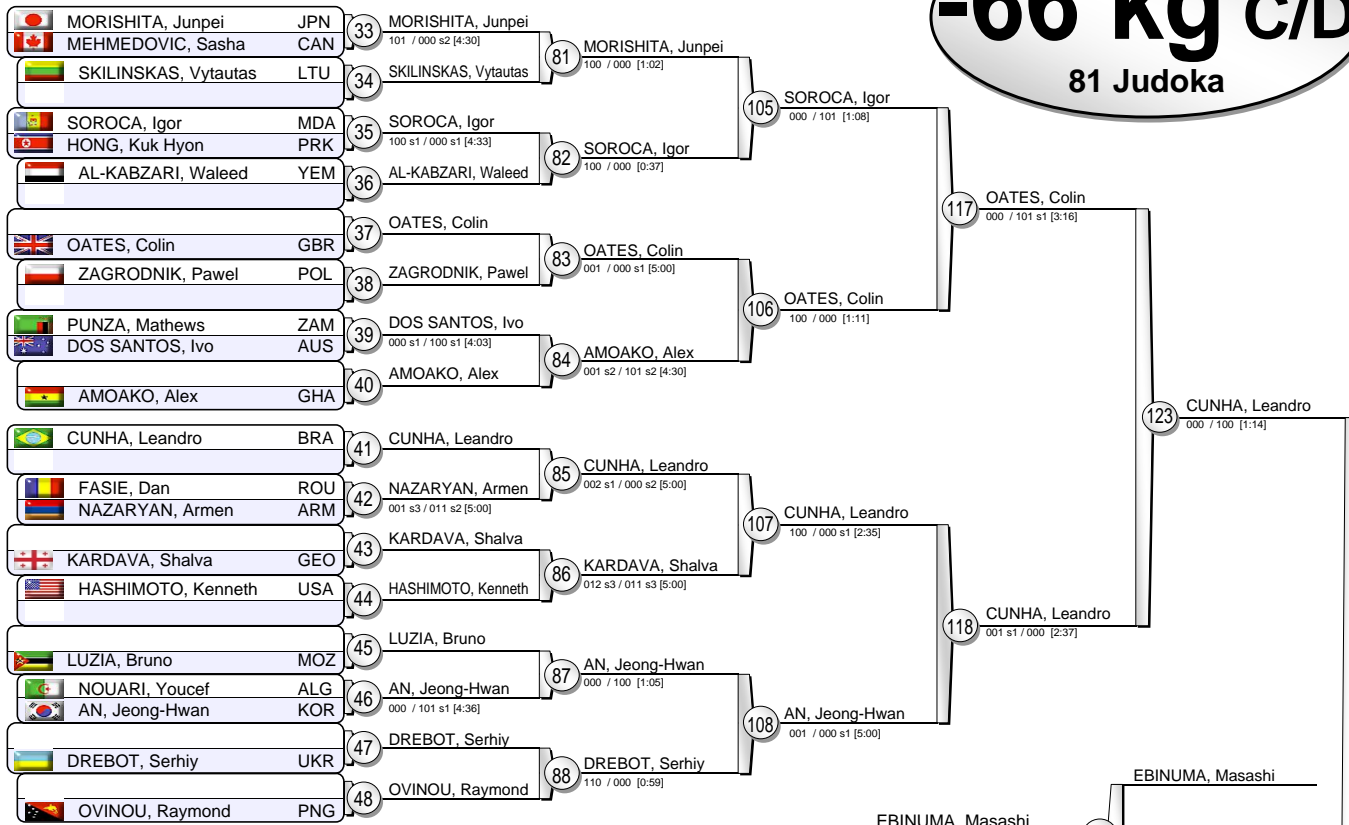 -66 kg C/D
81 Judoka
MORISHITA, Junpei JPN
MEHMEDOVIC, Sasha CAN
33
SKILINSKAS, Vytautas LTU
34
SOROCA, Igor MDA
HONG, Kuk Hyon PRK
35
AL-KABZARI, Waleed YEM
36
OATES, Colin GBR
37
ZAGRODNIK, Pawel POL
38
PUNZA, Mathews ZAM
DOS SANTOS, Ivo AUS
39
AMOAKO, Alex GHA
40
CUNHA, Leandro BRA
41
FASIE, Dan ROU
NAZARYAN, Armen ARM
42
KARDAVA, Shalva GEO
43
HASHIMOTO, Kenneth USA
44
LUZIA, Bruno MOZ
45
NOUARI, Youcef ALG
AN, Jeong-Hwan KOR
46
DREBOT, Serhiy UKR
47
OVINOU, Raymond PNG
48
MORISHITA, Junpei
101 / 000 s2 [4:30]
SKILINSKAS, Vytautas
SOROCA, Igor
100 s1 / 000 s1 [4:33]
AL-KABZARI, Waleed
OATES, Colin
ZAGRODNIK, Pawel
DOS SANTOS, Ivo
000 s1 / 100 s1 [4:03]
AMOAKO, Alex
CUNHA, Leandro
NAZARYAN, Armen
001 s3 / 011 s2 [5:00]
KARDAVA, Shalva
HASHIMOTO, Kenneth
LUZIA, Bruno
AN, Jeong-Hwan
000 / 101 s1 [4:36]
DREBOT, Serhiy
OVINOU, Raymond
81
MORISHITA, Junpei
100 / 000 [1:02]
82
SOROCA, Igor
100 / 000 [0:37]
83
OATES, Colin
001 / 000 s1 [5:00]
84
AMOAKO, Alex
001 s2 / 101 s2 [4:30]
85
CUNHA, Leandro
002 s1 / 000 s2 [5:00]
86
KARDAVA, Shalva
012 s3 / 011 s3 [5:00]
87
AN, Jeong-Hwan
000 / 100 [1:05]
88
DREBOT, Serhiy
110 / 000 [0:59]
105
SOROCA, Igor
000 / 101 [1:08]
106
OATES, Colin
100 / 000 [1:11]
107
CUNHA, Leandro
100 / 000 s1 [2:35]
108
AN, Jeong-Hwan
001 / 000 s1 [5:00]
117
OATES, Colin
000 / 101 s1 [3:16]
118
CUNHA, Leandro
001 s1 / 000 [2:37]
123
CUNHA, Leandro
000 / 100 [1:14]
EBINUMA, Masashi
EBINUMA, Masashi